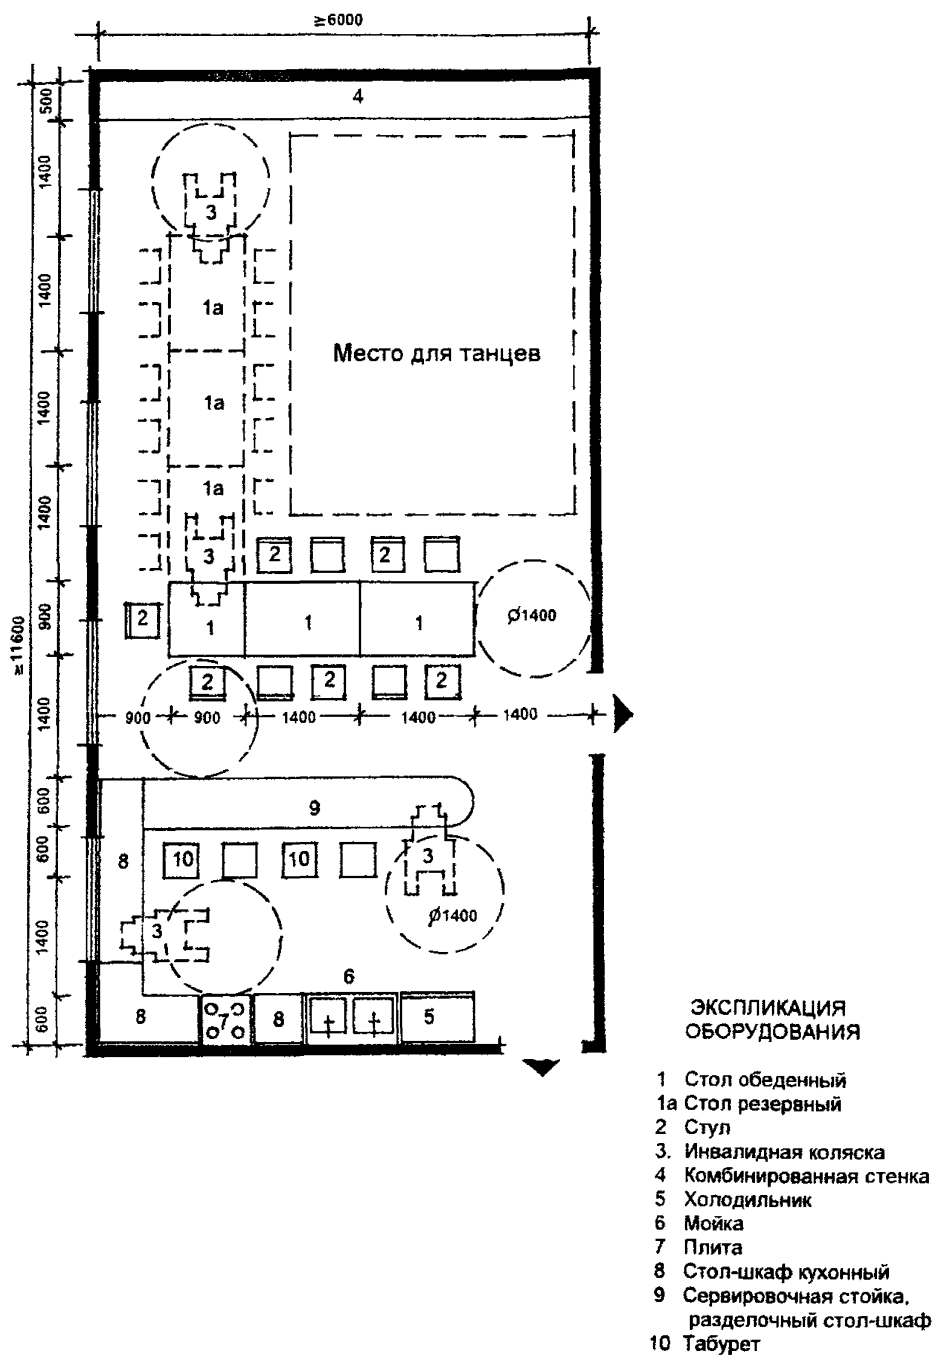 ≥6000
500
4
1400
3
1400
1а
Место для танцев
1400
1а
1400
1а
3
2
2
900
2
1
1
1
Ø1400
≥11600
2
2
2
1400
900
900
1400
1400
1400
600
9
600
8
10
10
3
Ø1400
1400
3
6
600
8
7
8
5
ЭКСПЛИКАЦИЯ
ОБОРУДОВАНИЯ
1 Стол обеденный
1а Стол резервный
2 Стул
3. Инвалидная коляска
4 Комбинированная стенка
5 Холодильник
6 Мойка
7 Плита
8 Стол-шкаф кухонный
9 Сервировочная стойка,
разделочный стол-шкаф
10 Табурет